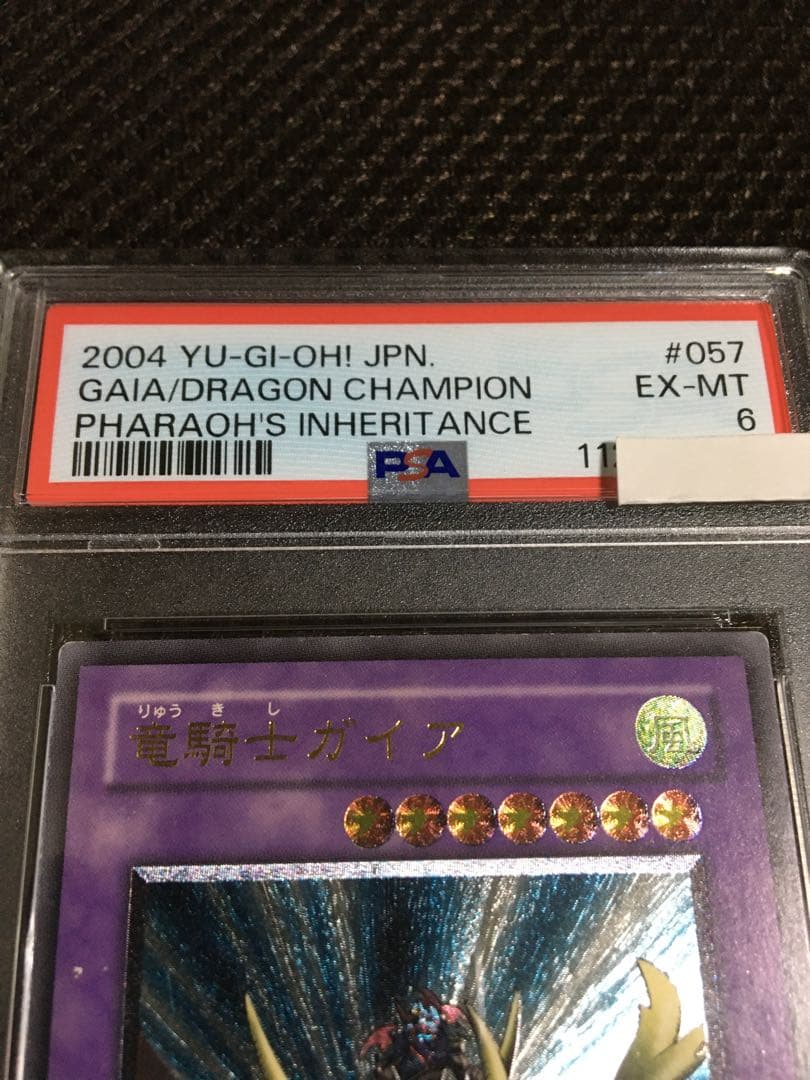 2004 YU-GI-OH! JPN. #057
GAIA/DRAGON CHAMPION EX-MT
PHARAOH'S INHERITANCE 6
PSA
りゅう き し
竜騎士ガイア
風